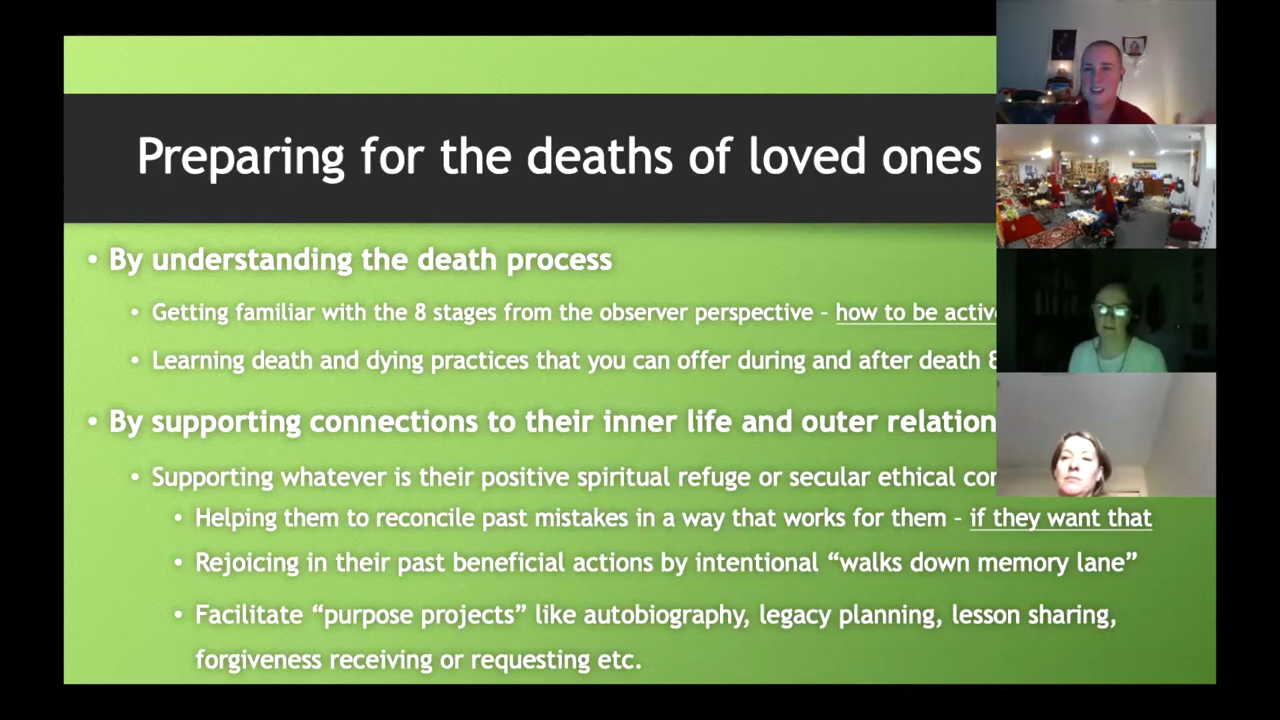 Preparing for the deaths of loved ones
• By understanding the death process
• Getting familiar with the 8 stages from the observer perspective – how to be
• Learning death and dying practices that you can offer during and after death
• By supporting connections to their inner life and outer
• Supporting whatever is their positive spiritual refuge or secular ethical
• Helping them to reconcile past mistakes in a way that works for them – if they want that
• Rejoicing in their past beneficial actions by intentional “walks down memory lane”
• Facilitate “purpose projects” like autobiography, legacy planning, lesson sharing,
forgiveness receiving or requesting etc.